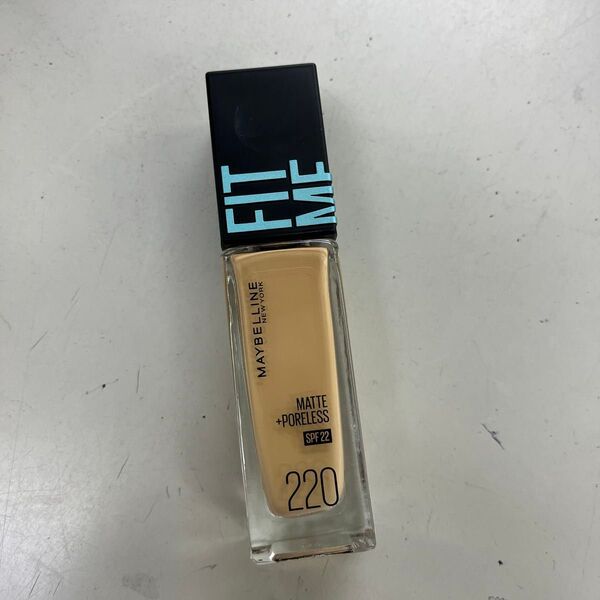 FIT
ME
MAYBELLINE
NEW YORK
MATTE
+PORELESS
SPF 22
220